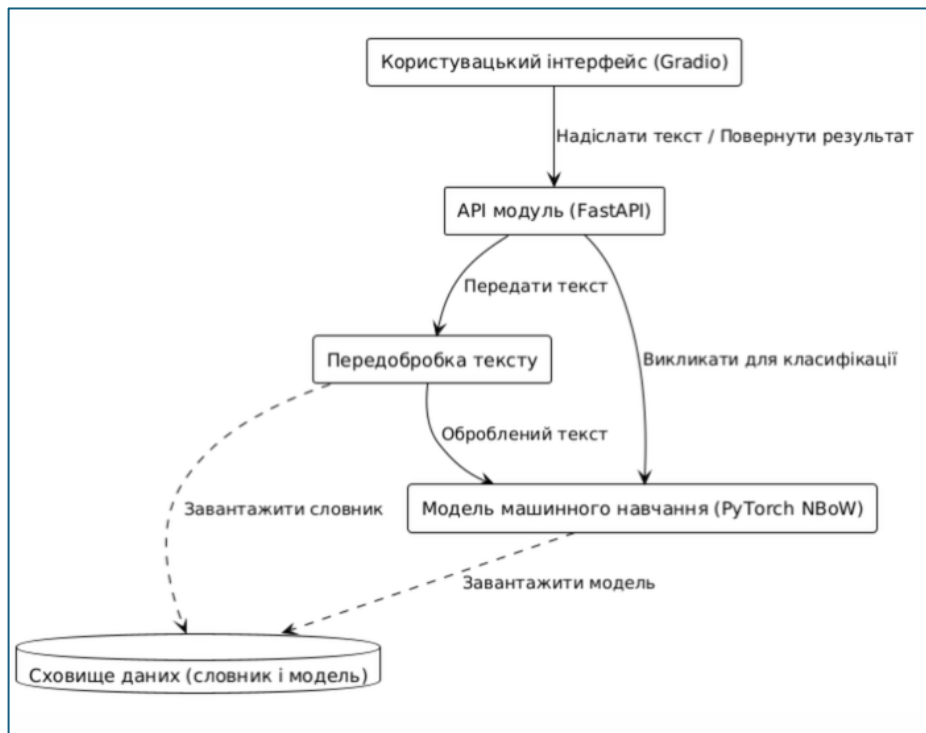 Користувацький інтерфейс (Gradio)
Надіслати текст / Повернути результат
API модуль (FastAPI)
Передати текст
Передобробка тексту
Викликати для класифікації
Оброблений текст
Модель машинного навчання (PyTorch NBoW)
Завантажити словник
Завантажити модель
Сховище даних (словник і модель)